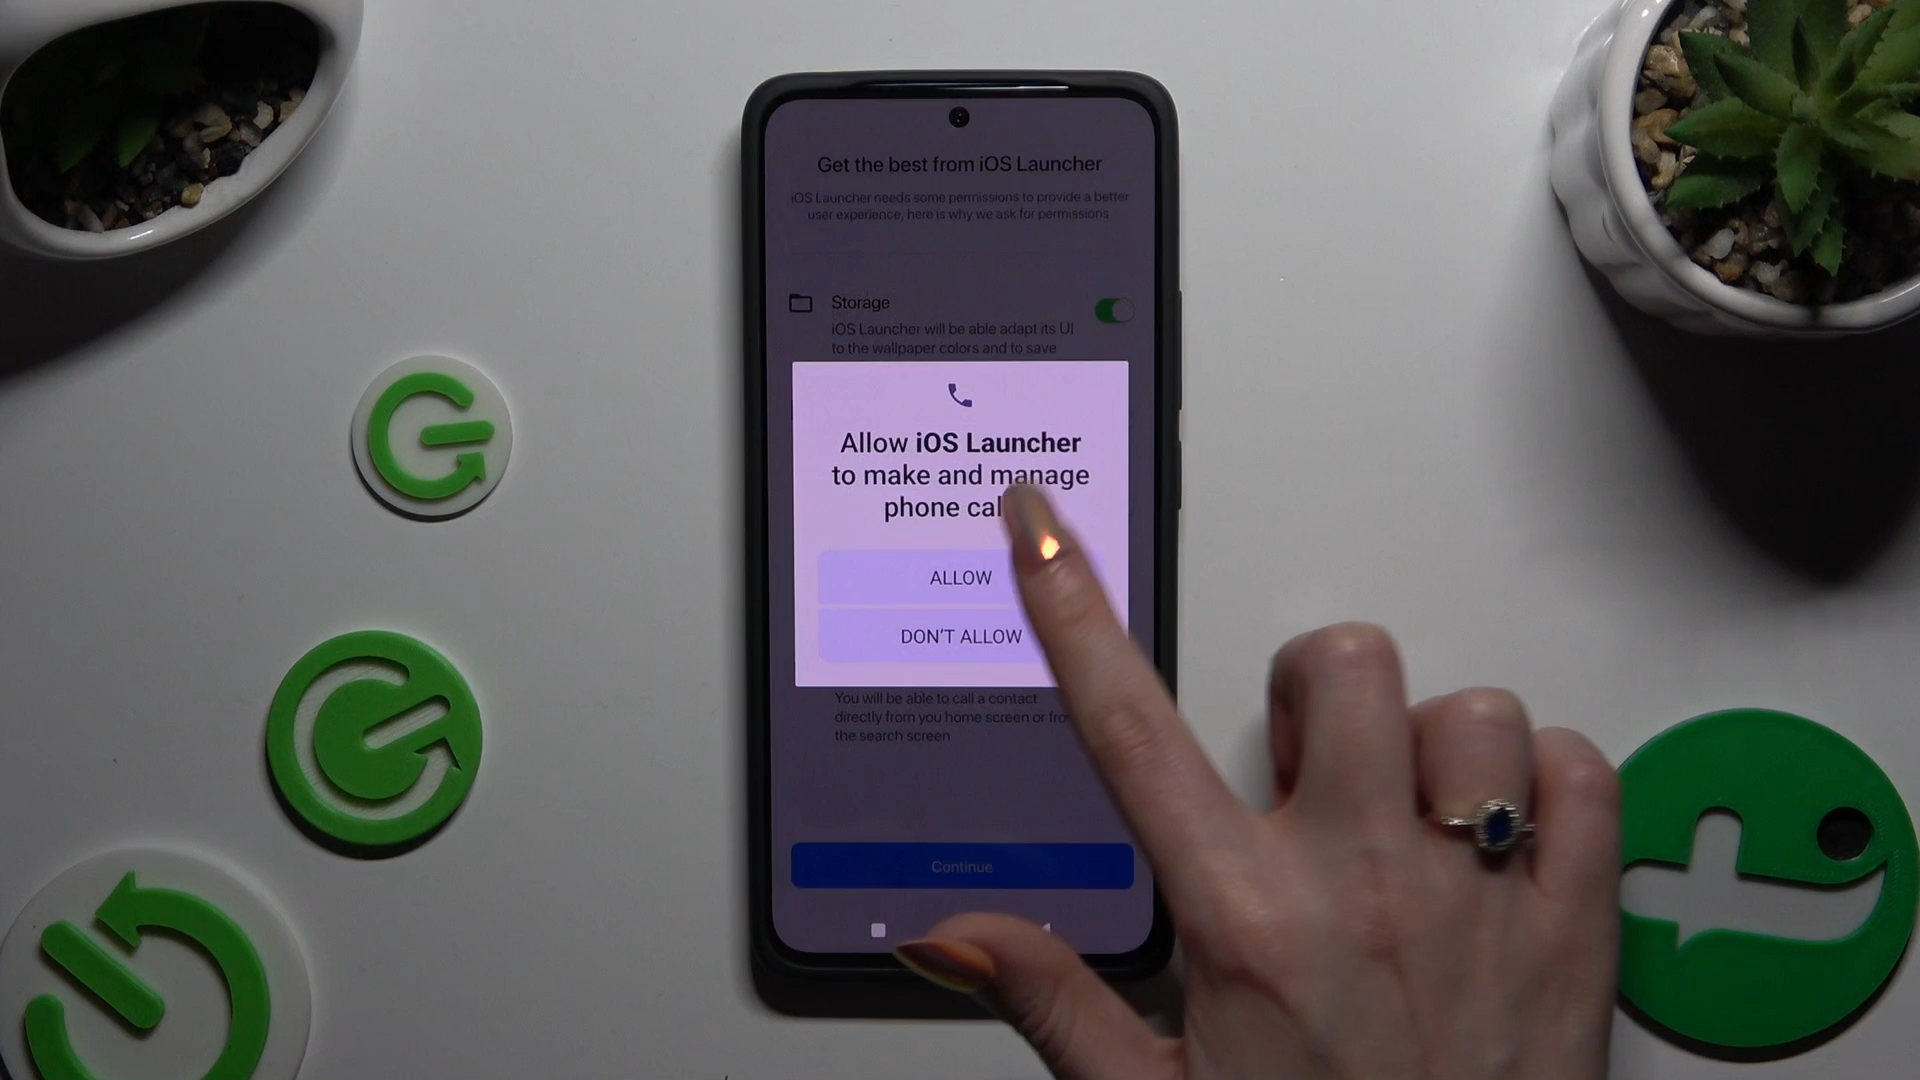 Get the best from iOS Launcher
iOS Launcher needs some permissions to provide a better
user experience, here is why we ask for permissions
Storage
iOS Launcher will be able adapt its UI
to the wallpaper colors and to save
Allow iOS Launcher
to make and manage
phone
ALLOW
DON'T ALLOW
You will be able to call a contact
directly from you home screen or
the search screen
Continue